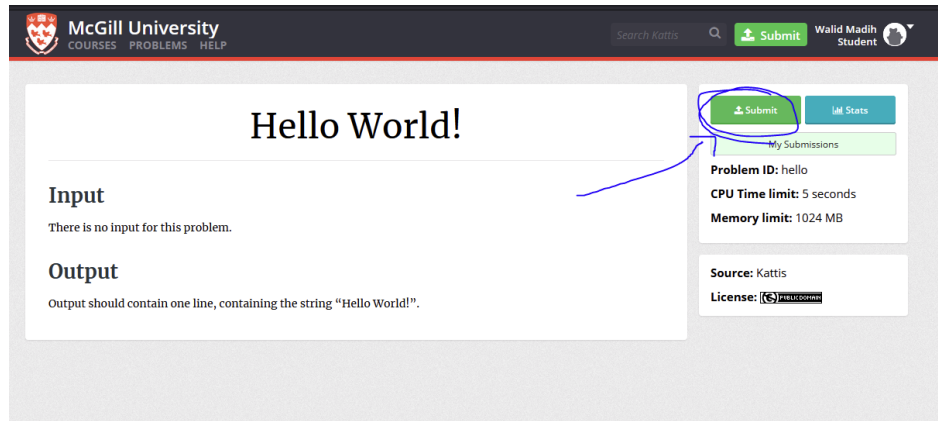 McGill University
COURSES PROBLEMS HELP
Search Kattis
Submit
Walid Madih
Student
Hello World!
Input
There is no input for this problem.
Output
Output should contain one line, containing the string “Hello World!”.
Submit
Stats
My Submissions
Problem ID: hello
CPU Time limit: 5 seconds
Memory limit: 1024 MB
Source: Kattis
License: PUBLIC DOMAIN